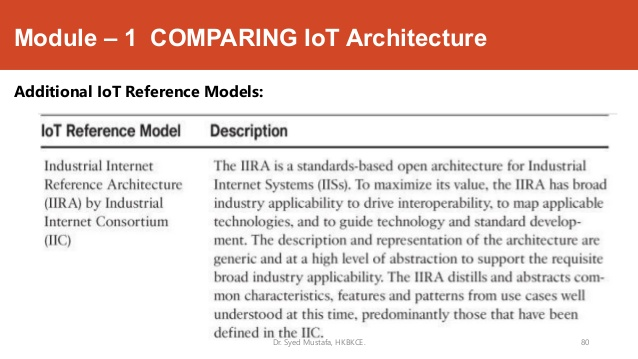 Module – 1 COMPARING IoT Architecture
Additional IoT Reference Models:
IoT Reference Model Description
Industrial Internet
Reference Architecture
(IIRA) by Industrial
Internet Consortium
(IIC)
The IIRA is a standards-based open architecture for Industrial
Internet Systems (IISs). To maximize its value, the IIRA has broad
industry applicability to drive interoperability, to map applicable
technologies, and to guide technology and standard develop-
ment. The description and representation of the architecture are
generic and at a high level of abstraction to support the requisite
broad industry applicability. The IIRA distills and abstracts com-
mon characteristics, features and patterns from use cases well
understood at this time, predominantly those that have been
defined in the IIC.
Dr. Syed Mustafa, HKBKCE. 80